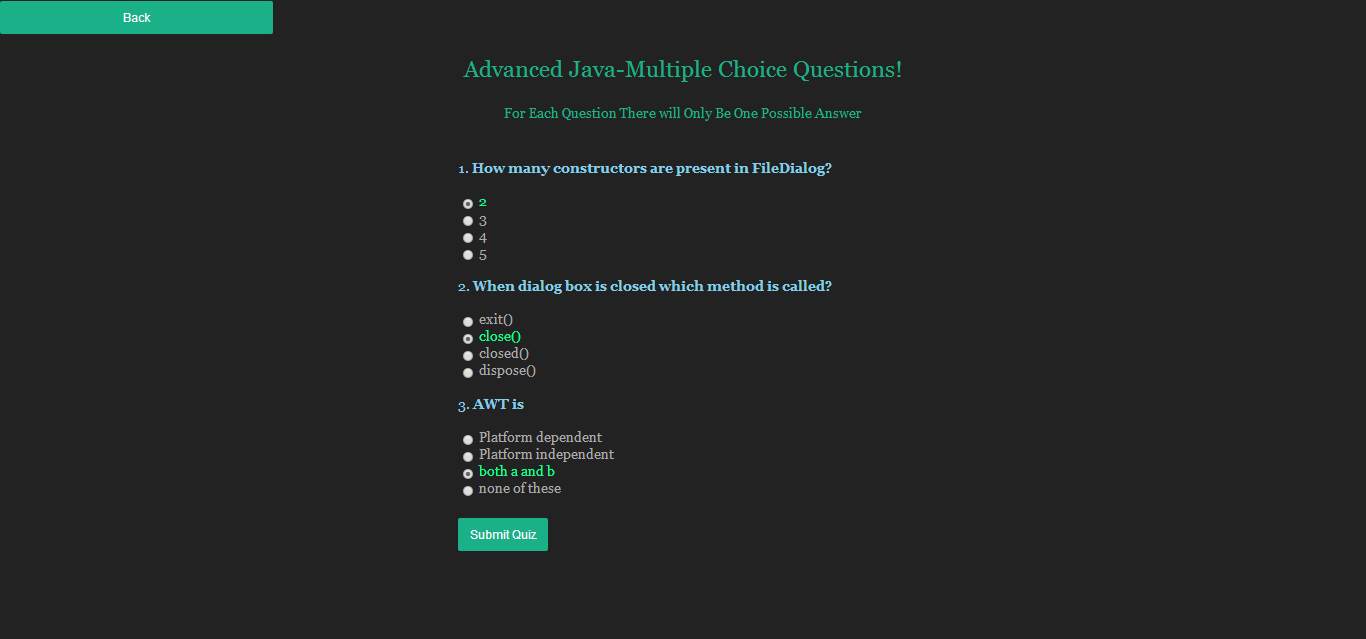 Back
Advanced Java-Multiple Choice Questions!
For Each Question There will Only Be One Possible Answer
1. How many constructors are present in FileDialog?
2
3
4
5
2. When dialog box is closed which method is called?
exit()
close()
closed()
dispose()
3. AWT is
Platform dependent
Platform independent
both a and b
none of these
Submit Quiz